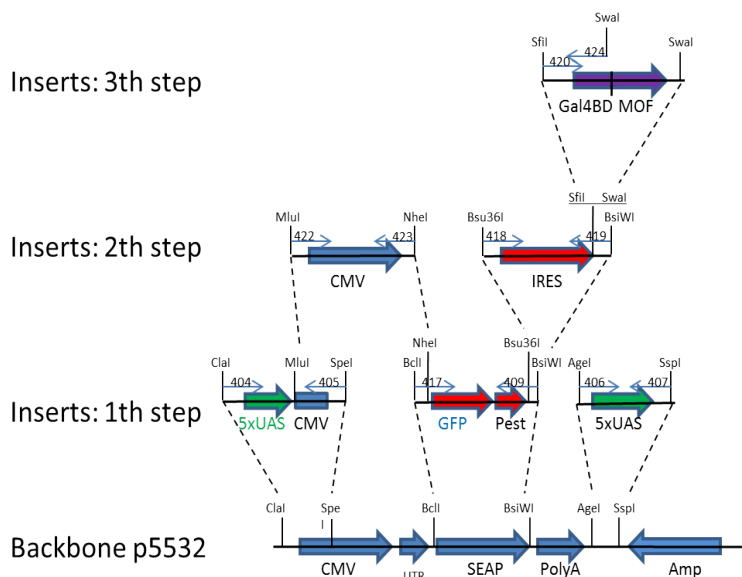 SwaI
SfiI
424
SwaI
420
Inserts: 3th step
Gal4BD MOF
SfiI SwaI
MluI
NheI
Bsu36I
BsiWI
422
423
418
419
Inserts: 2th step
CMV
IRES
Bsu36I
NheI
ClaI
MluI
SpeI
BclI
BsiWI
AgeI
SspI
404
405
417
409
406
407
Inserts: 1th step
5xUAS
CMV
GFP
Pest
5xUAS
ClaI
Spe
I
BclI
BsiWI
AgeI
SspI
Backbone p5532
CMV
UTR
SEAP
PolyA
Amp